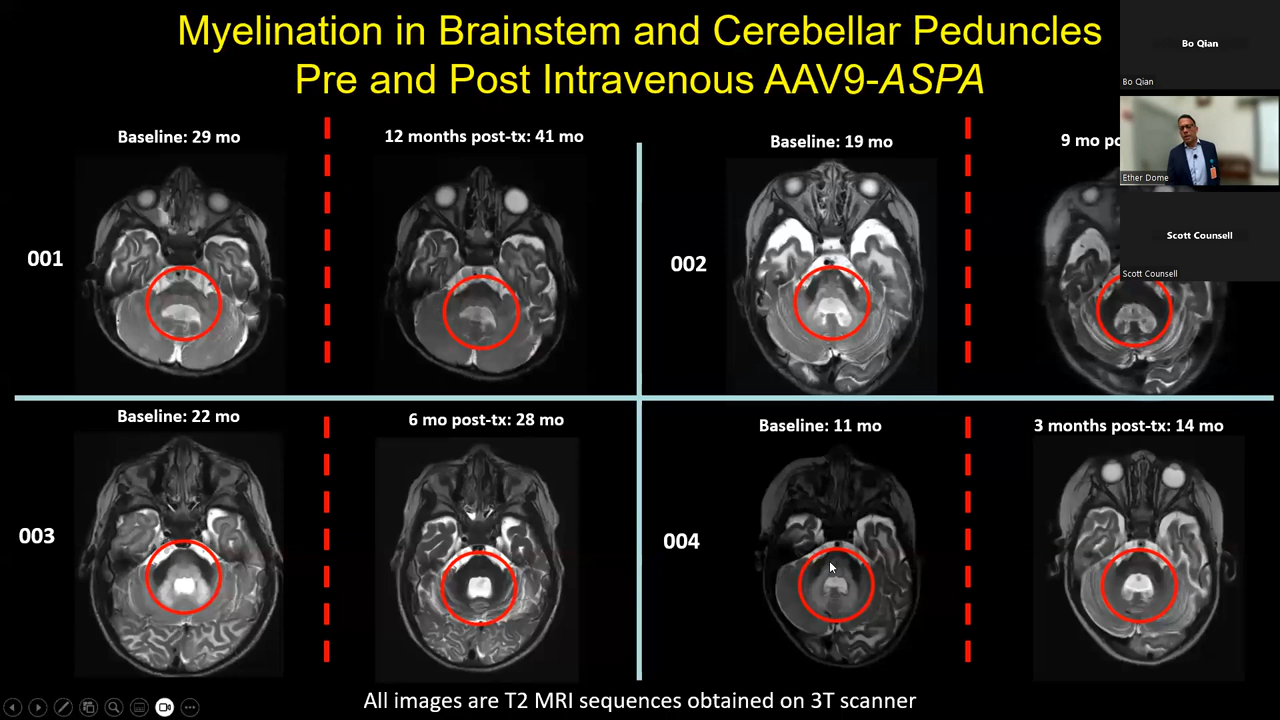 Myelination in Brainstem and Cerebellar Peduncles
Pre and Post Intravenous AAV9-ASPA
Bo Qian
Bo Qian
Ether Dome
Scott Counsell
Scott Counsell
Baseline: 29 mo
12 months post-tx: 41 mo
Baseline: 19 mo
9 mo
001
002
Baseline: 22 mo
6 mo post-tx: 28 mo
Baseline: 11 mo
3 months post-tx: 14 mo
003
004
All images are T2 MRI sequences obtained on 3T scanner